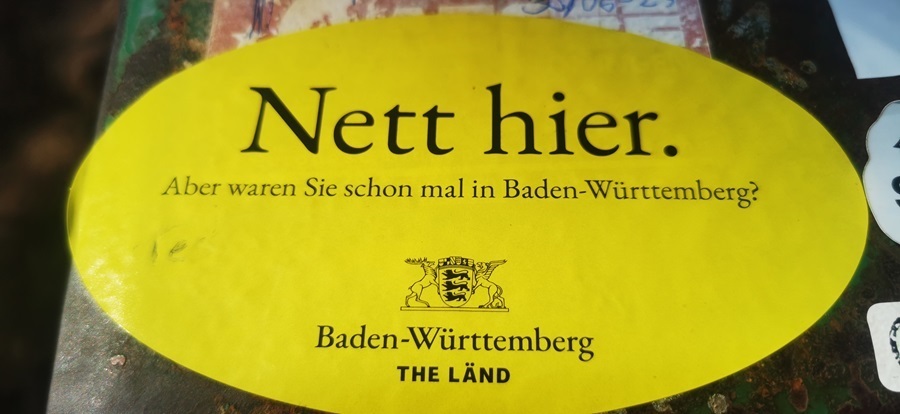 Nett hier.
Aber waren Sie schon mal in Baden-Württemberg?
Baden-Württemberg
THE LÄND